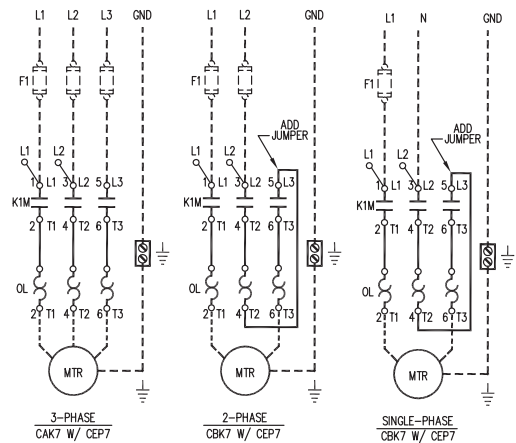 L1 L2 L3 GND
F1
L1 L2
1 L1 3 L2 5 L3
K1M
2 T1 4 T2 6 T3
OL
2 T1 4 T2 6 T3
MTR
3-PHASE
CAK7 W/ CEP7
L1 L2 GND
F1
ADD
JUMPER
L1 L2
1 L1 3 L2 5 L3
K1M
2 T1 4 T2 6 T3
OL
2 T1 4 T2 6 T3
MTR
2-PHASE
CBK7 W/ CEP7
L1 N GND
F1
ADD
JUMPER
L1 L2
1 L1 3 L2 5 L3
K1M
2 T1 4 T2 6 T3
OL
2 T1 4 T2 6 T3
MTR
SINGLE-PHASE
CBK7 W/ CEP7